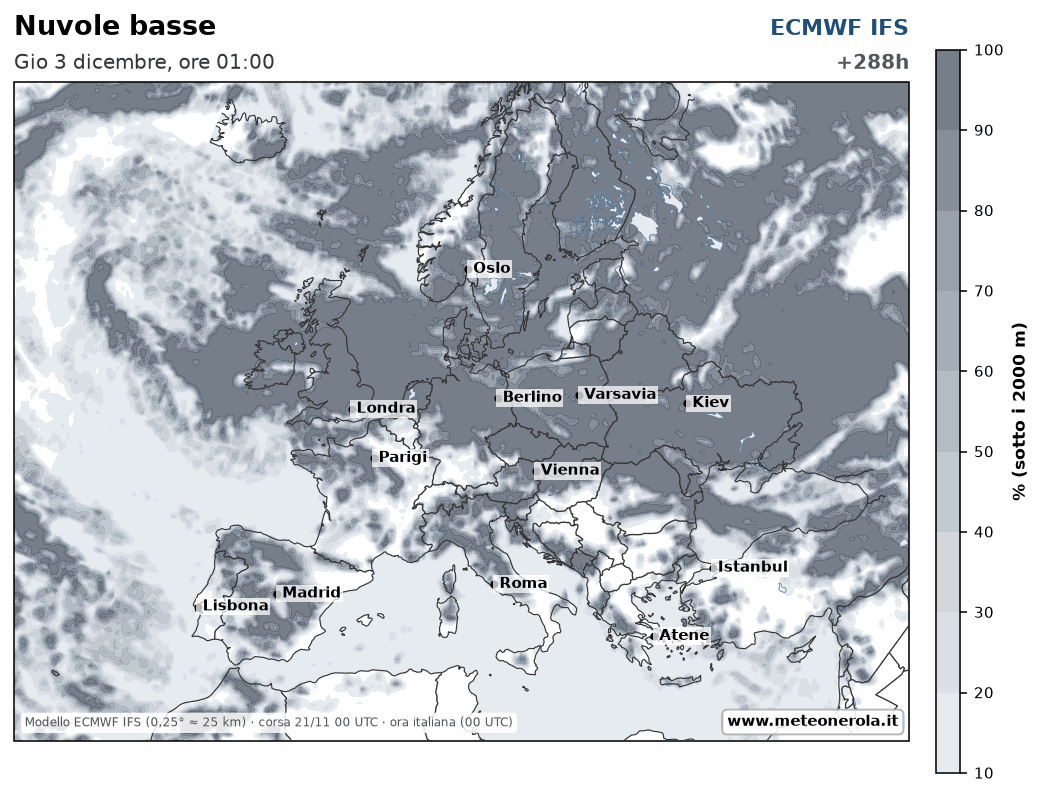 Nuvole basse
ECMWF IFS
Gio 3 dicembre, ore 01:00
+288h
100
90
80
70
60
50
40
30
20
10
% (sotto i 2000 m)
Oslo
Berlino
Varsavia
Kiev
Londra
Parigi
Vienna
Istanbul
Roma
Madrid
Lisbona
Atene
Modello ECMWF IFS (0,25° ≈ 25 km) · corsa 21/11 00 UTC · ora italiana (00 UTC)
www.meteonerola.it